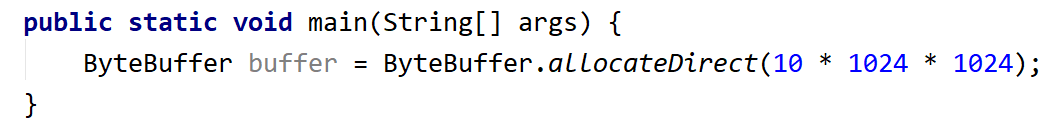 public static void main(String[] args) {
    ByteBuffer buffer = ByteBuffer.allocateDirect(10 * 1024 * 1024);
}